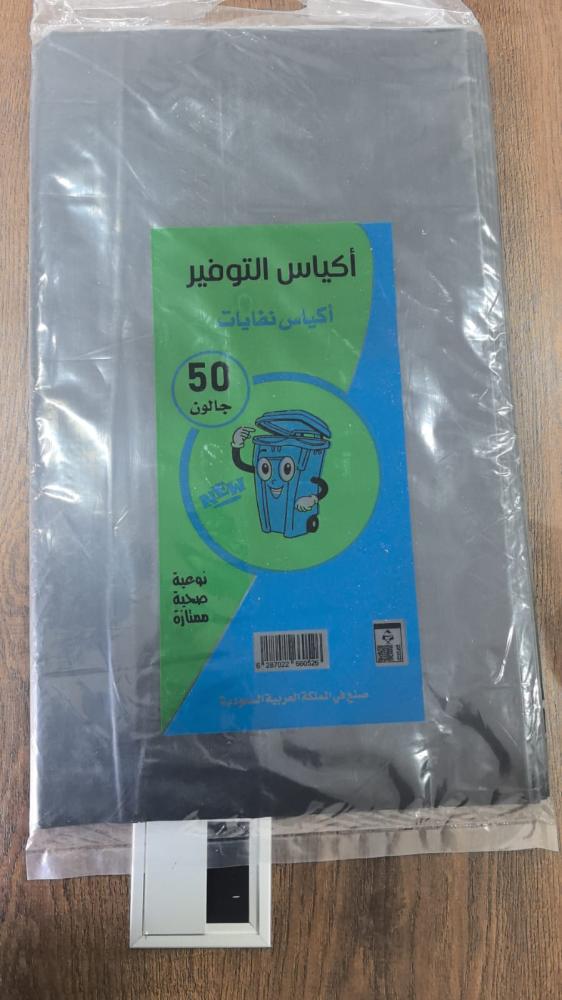 أكياس التوفير
أكياس نفايات
50
جالون
NEW
نوعية
صحية
ممتازة
6 287022 660526
صنع في المملكة العربية السعودية